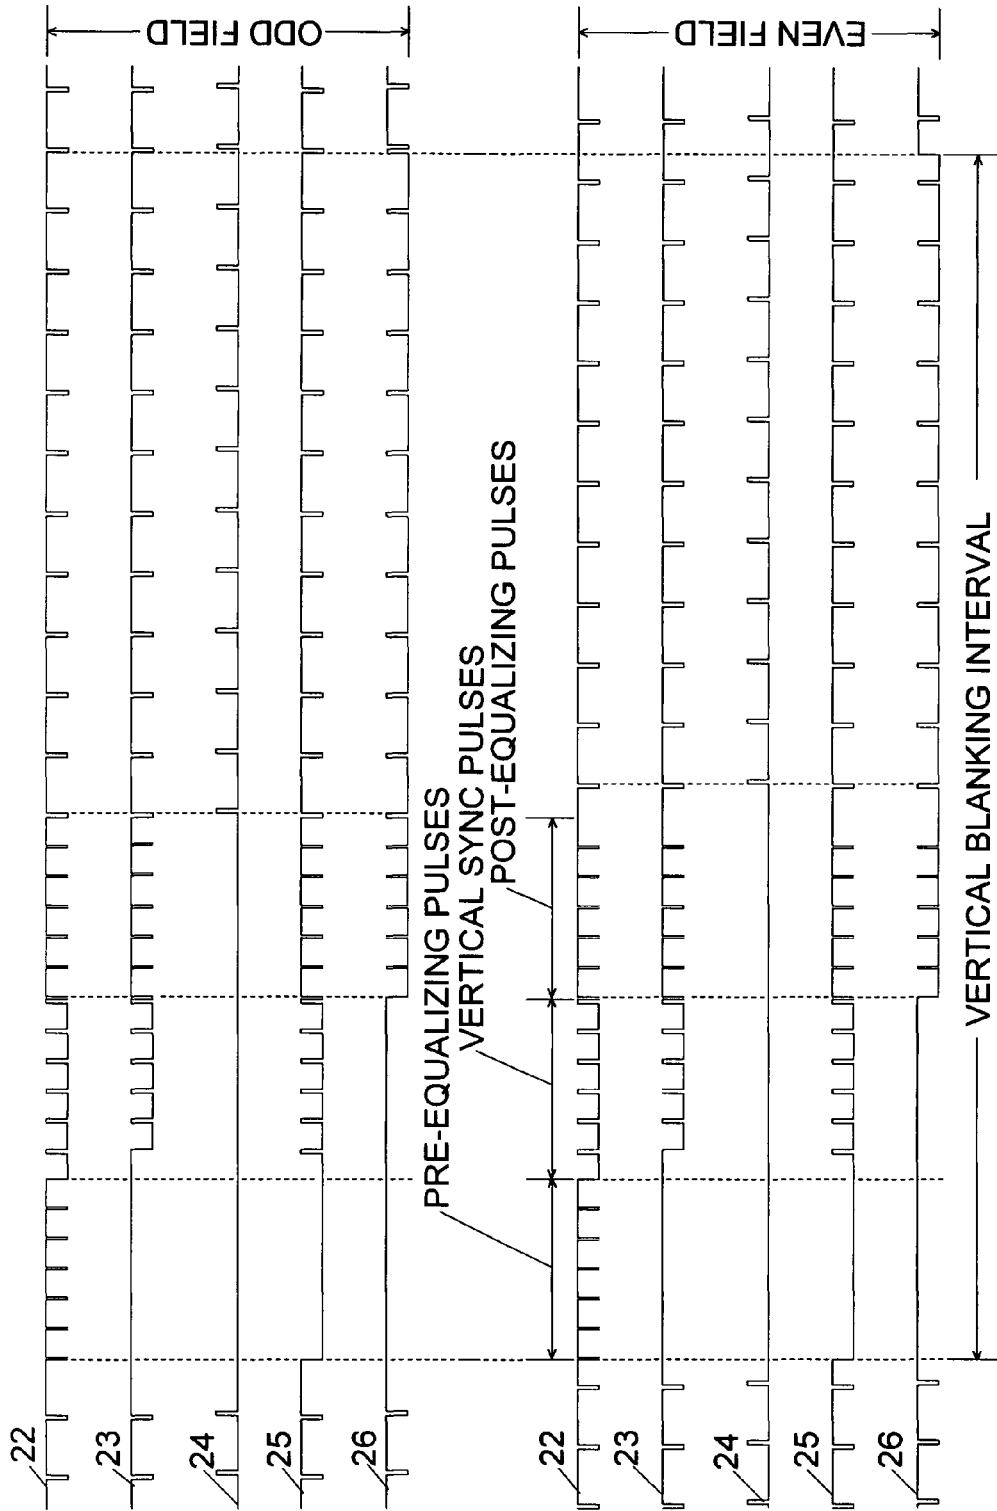 22
23
24
25
26
ODD FIELD
PRE-EQUALIZING PULSES
VERTICAL SYNC PULSES
POST-EQUALIZING PULSES
22
23
24
25
26
EVEN FIELD
VERTICAL BLANKING INTERVAL